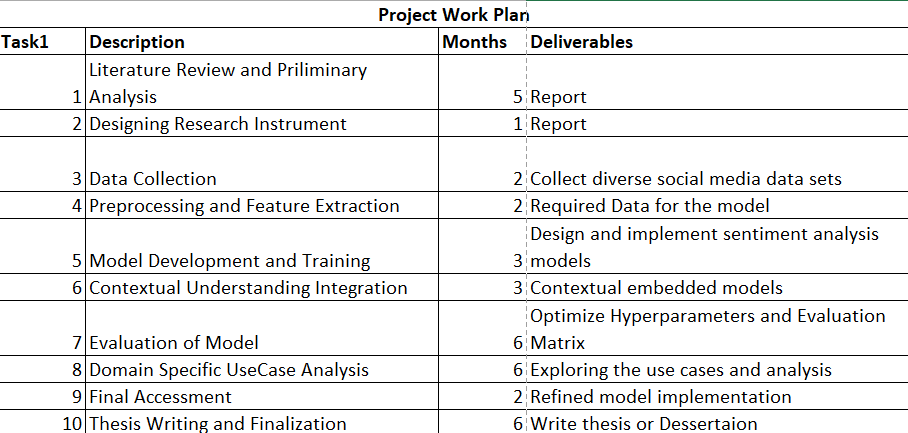 Project Work Plan
Task1 Description Months Deliverables
Literature Review and Priliminary
1 Analysis 5 Report
2 Designing Research Instrument 1 Report
3 Data Collection 2 Collect diverse social media data sets
4 Preprocessing and Feature Extraction 2 Required Data for the model
Design and implement sentiment analysis
5 Model Development and Training 3 models
6 Contextual Understanding Integration 3 Contextual embedded models
Optimize Hyperparameters and Evaluation
7 Evaluation of Model 6 Matrix
8 Domain Specific UseCase Analysis 6 Exploring the use cases and analysis
9 Final Accessment 2 Refined model implementation
10 Thesis Writing and Finalization 6 Write thesis or Dessertaion